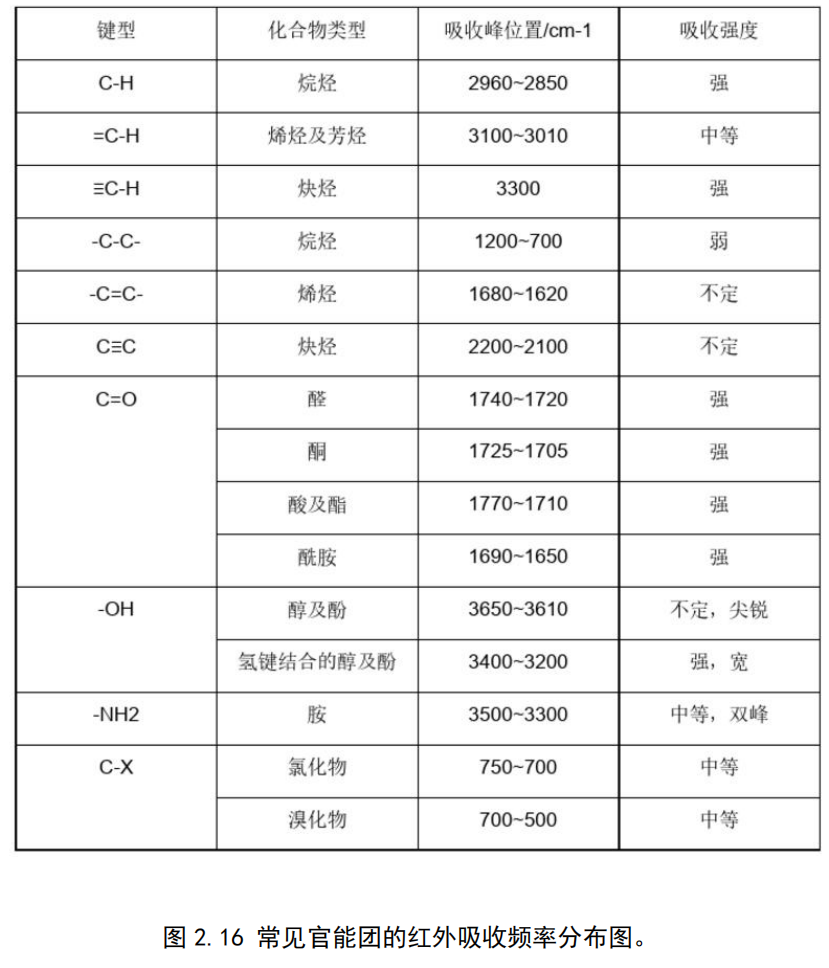 键型 化合物类型 吸收峰位置/cm-1 吸收强度
C-H 烷烃 2960~2850 强
=C-H 烯烃及芳烃 3100~3010 中等
≡C-H 炔烃 3300 强
-C-C- 烷烃 1200~700 弱
-C=C- 烯烃 1680~1620 不定
C≡C 炔烃 2200~2100 不定
C=O 醛 1740~1720 强
酮 1725~1705 强
酸及酯 1770~1710 强
酰胺 1690~1650 强
-OH 醇及酚 3650~3610 不定，尖锐
氢键结合的醇及酚 3400~3200 强，宽
-NH2 胺 3500~3300 中等，双峰
C-X 氯化物 750~700 中等
溴化物 700~500 中等
图 2.16 常见官能团的红外吸收频率分布图。